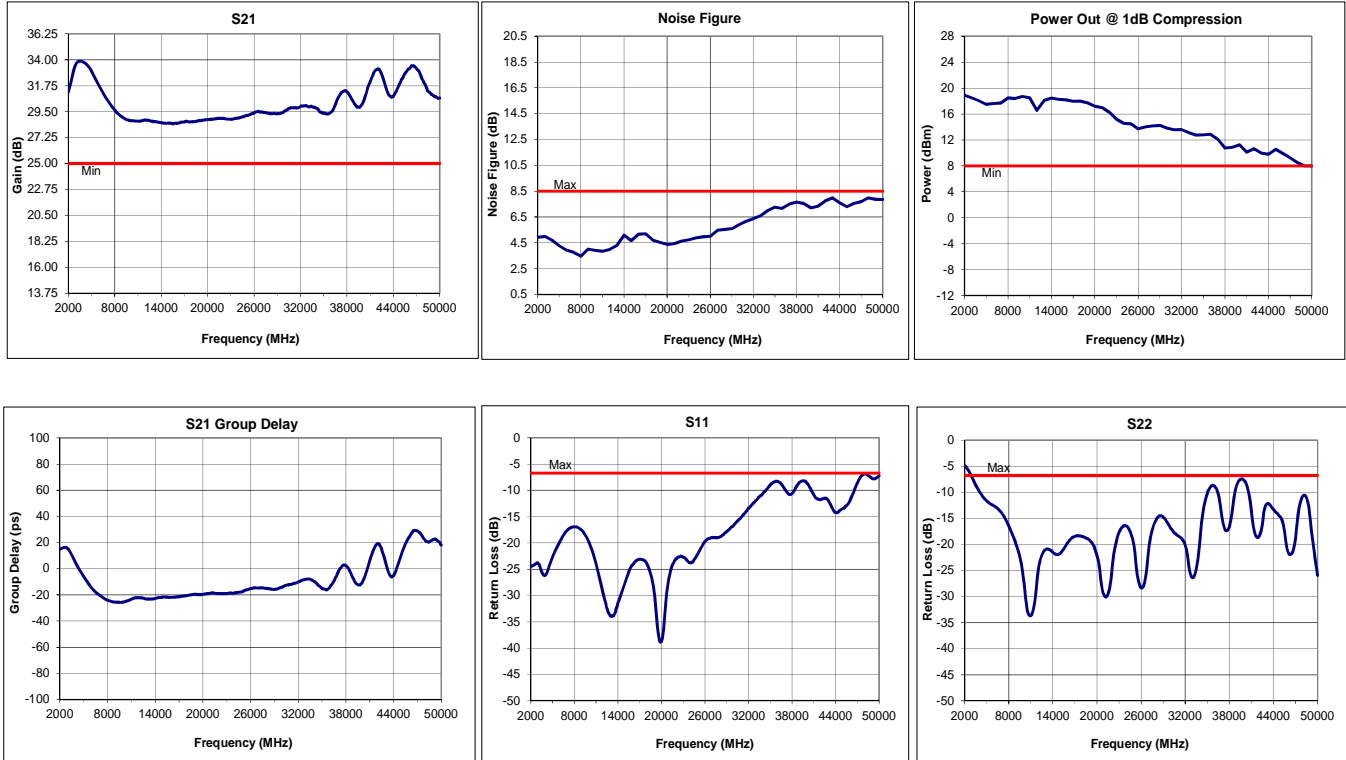 S21
36.25
34.00
31.75
29.50
27.25
25.00
22.75
20.50
18.25
16.00
13.75
Gain (dB)
Min
2000 8000 14000 20000 26000 32000 38000 44000 50000
Frequency (MHz)
Noise Figure
20.5
18.5
16.5
14.5
12.5
10.5
8.5
6.5
4.5
2.5
0.5
Noise Figure (dB)
Max
2000 8000 14000 20000 26000 32000 38000 44000 50000
Frequency (MHz)
Power Out @ 1dB Compression
28
24
20
16
12
8
4
0
-4
-8
-12
Power (dBm)
Min
2000 8000 14000 20000 26000 32000 38000 44000 50000
Frequency (MHz)
S21 Group Delay
100
80
60
40
20
0
-20
-40
-60
-80
-100
Group Delay (ps)
2000 8000 14000 20000 26000 32000 38000 44000 50000
Frequency (MHz)
S11
0
-5
-10
-15
-20
-25
-30
-35
-40
-45
-50
Return Loss (dB)
Max
2000 8000 14000 20000 26000 32000 38000 44000 50000
Frequency (MHz)
S22
0
-5
-10
-15
-20
-25
-30
-35
-40
-45
-50
Return Loss (dB)
Max
2000 8000 14000 20000 26000 32000 38000 44000 50000
Frequency (MHz)